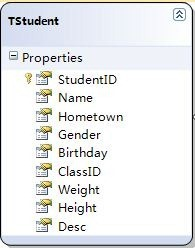 TStudent
Properties
StudentID
Name
Hometown
Gender
Birthday
ClassID
Weight
Height
Desc